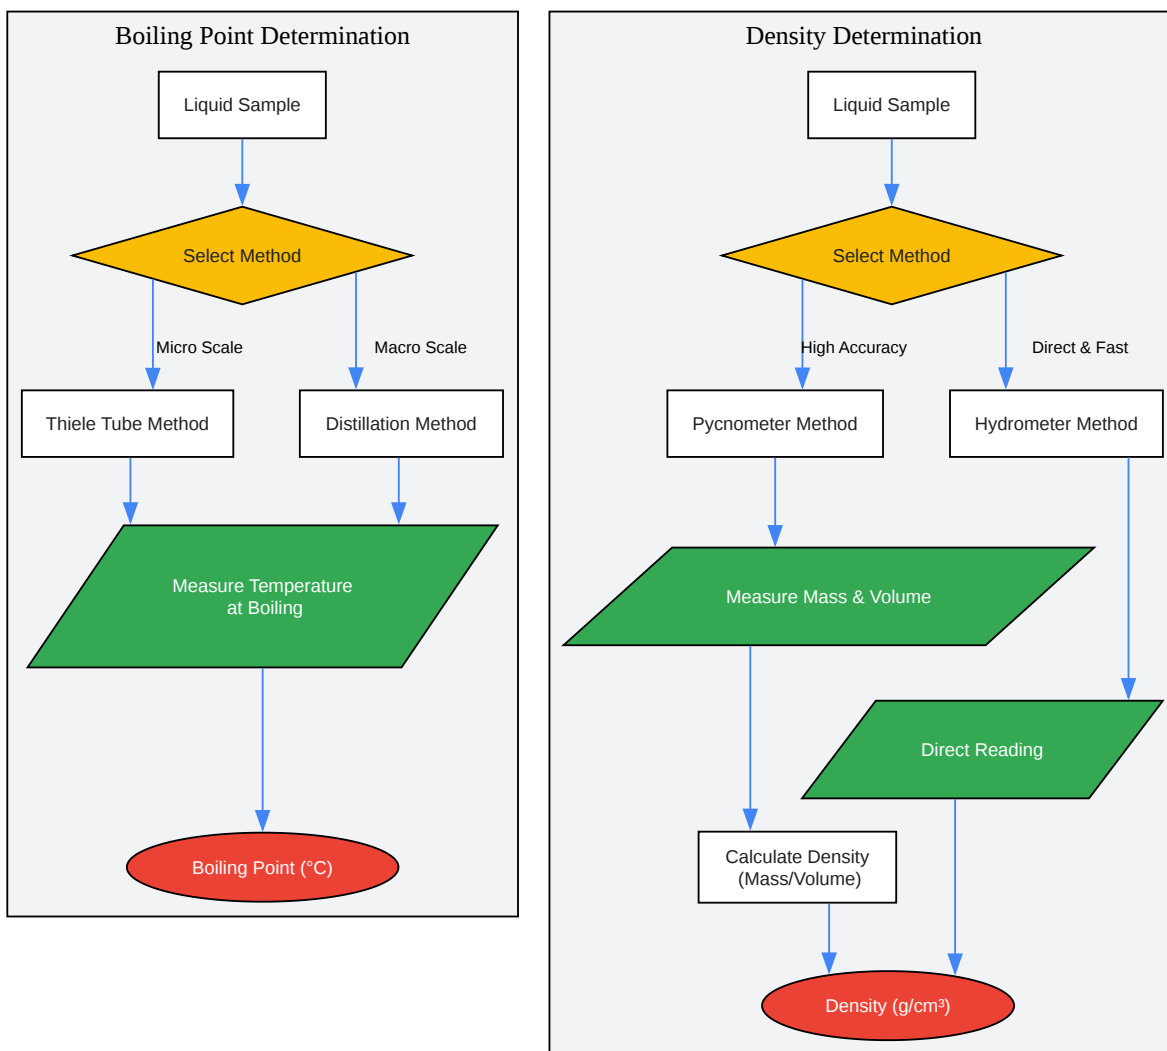 Boiling Point Determination
Liquid Sample
Select Method
Micro Scale
Macro Scale
Thiele Tube Method
Distillation Method
Measure Temperature
at Boiling
Boiling Point (°C)
Density Determination
Liquid Sample
Select Method
High Accuracy
Direct & Fast
Pycnometer Method
Hydrometer Method
Measure Mass & Volume
Direct Reading
Calculate Density
(Mass/Volume)
Density (g/cm³)